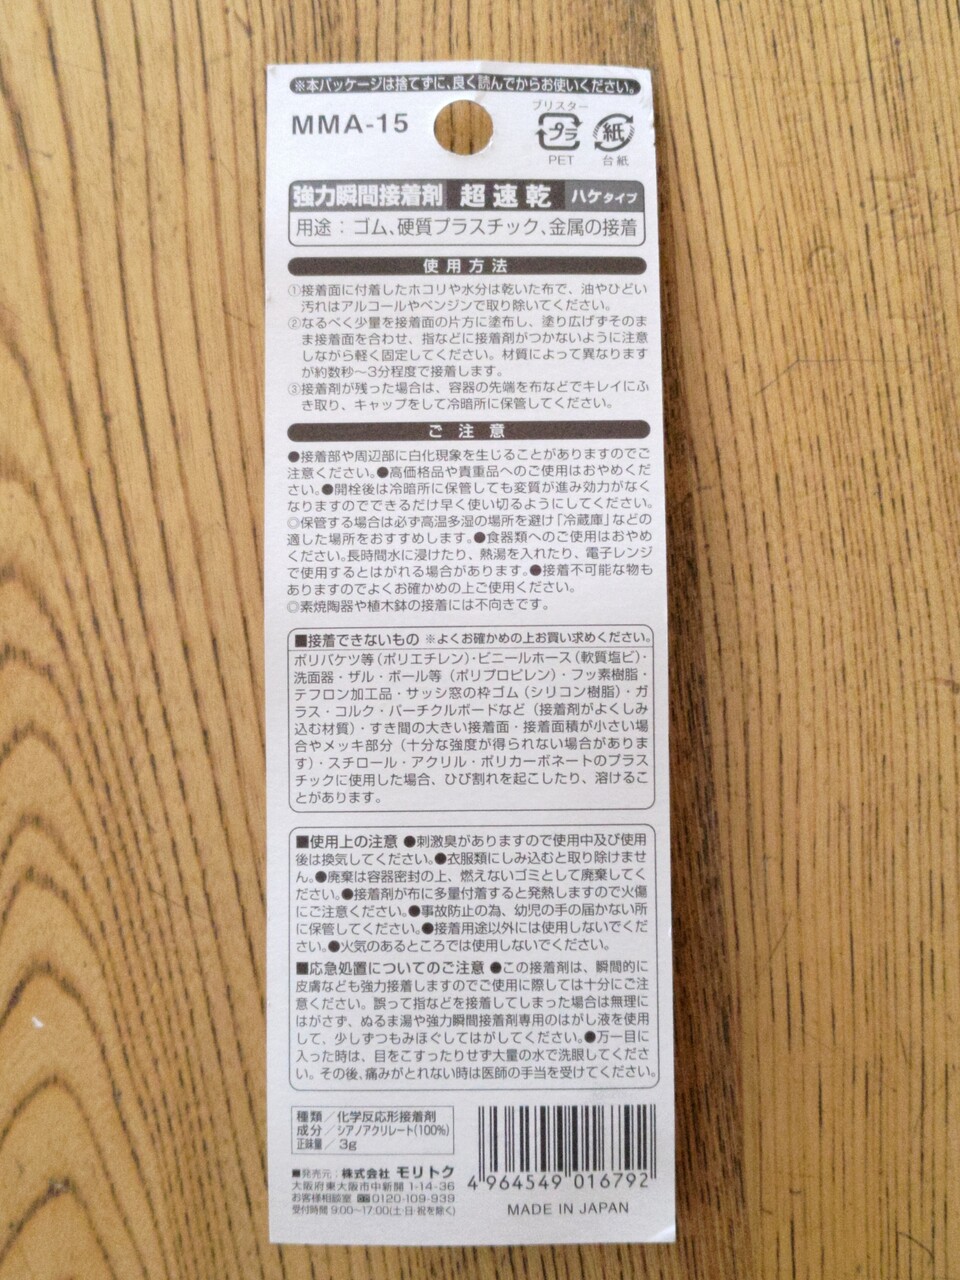 ※本パッケージは捨てずに、良く読んでからお使いください。
MMA-15
ブリスター
プラ
紙
PET
台紙
強力瞬間接着剤 超速乾 ハケタイプ
用途：ゴム、硬質プラスチック、金属の接着
使用方法
①接着面に付着したホコリや水分は乾いた布で、油やひどい
汚れはアルコールやベンジンで取り除いてください。
②なるべく少量を接着面の片方に塗布し、塗り広げずそのま
ま接着面を合わせ、指などに接着剤がつかないように注意
しながら軽く固定してください。材質によって異なります
が約数秒〜3分程度で接着します。
③接着剤が残った場合は、容器の先端を布などでキレイにふ
き取り、キャップをして冷暗所に保管してください。
ご注意
●接着部や周辺部に白化現象を生じることがありますのでご
注意ください。●高価格品や貴重品へのご使用はおやめくだ
さい。●開栓後は冷暗所に保管しても変質が進み効力がなく
なりますのでできるだけ早く使い切るようにしてください。
◎保管する場合は必ず高温多湿の場所を避け「冷蔵庫」などの
適した場所をおすすめします。●食器類へのご使用はおやめ
ください。長時間水に浸けたり、熱湯を入れたり、電子レンジ
で使用するとはがれる場合があります。●接着不可能な物も
ありますのでよくお確かめの上ご使用ください。
◎素焼陶器や植木鉢の接着には不向きです。
■接着できないもの ※よくお確かめの上お買い求めください。
ポリバケツ等（ポリエチレン）・ビニールホース（軟質塩ビ）・
洗面器・ザル・ボール等（ポリプロピレン）・フッ素樹脂・
テフロン加工品・サッシ窓の枠ゴム（シリコン樹脂）・ガ
ラス・コルク・パーチクルボードなど（接着剤がよくしみ
込む材質）・すき間の大きい接着面・接着面積が小さい場
合やメッキ部分（十分な強度が得られない場合がありま
す）・スチロール・アクリル・ポリカーボネートのプラス
チックに使用した場合、ひび割れを起こしたり、溶けるこ
とがあります。
■使用上の注意 ●刺激臭がありますので使用中及び使用
後は換気してください。●衣服類にしみ込むと取り除けませ
ん。●廃棄は容器密封の上、燃えないゴミとして廃棄してく
ださい。●接着剤が布に多量付着すると発熱しますので火傷
にご注意ください。●事故防止の為、幼児の手の届かない所
に保管してください。●接着用途以外には使用しないでくだ
さい。●火気のあるところでは使用しないでください。
■応急処置についてのご注意 ●この接着剤は、瞬間的に
皮膚なども強力接着しますのでご使用に際しては十分にご注
意ください。誤って指などを接着してしまった場合は無理に
はがさず、ぬるま湯や強力瞬間接着剤専用のはがし液を使用
して、少しずつもみほぐしてはがしてください。●万一目に
入った時は、目をこすったりせず大量の水で洗眼してくださ
い。その後、痛みがとれない時は医師の手当を受けてください。
種類／化学反応形接着剤
成分／シアノアクリレート(100%)
正味量／3g
■発売元：株式会社 モリトク
大阪府東大阪市中新開 1-14-36
お客様相談室 0120-109-939
受付時間 9:00〜17:00(土・日・祝を除く)
4 964549 016792
MADE IN JAPAN